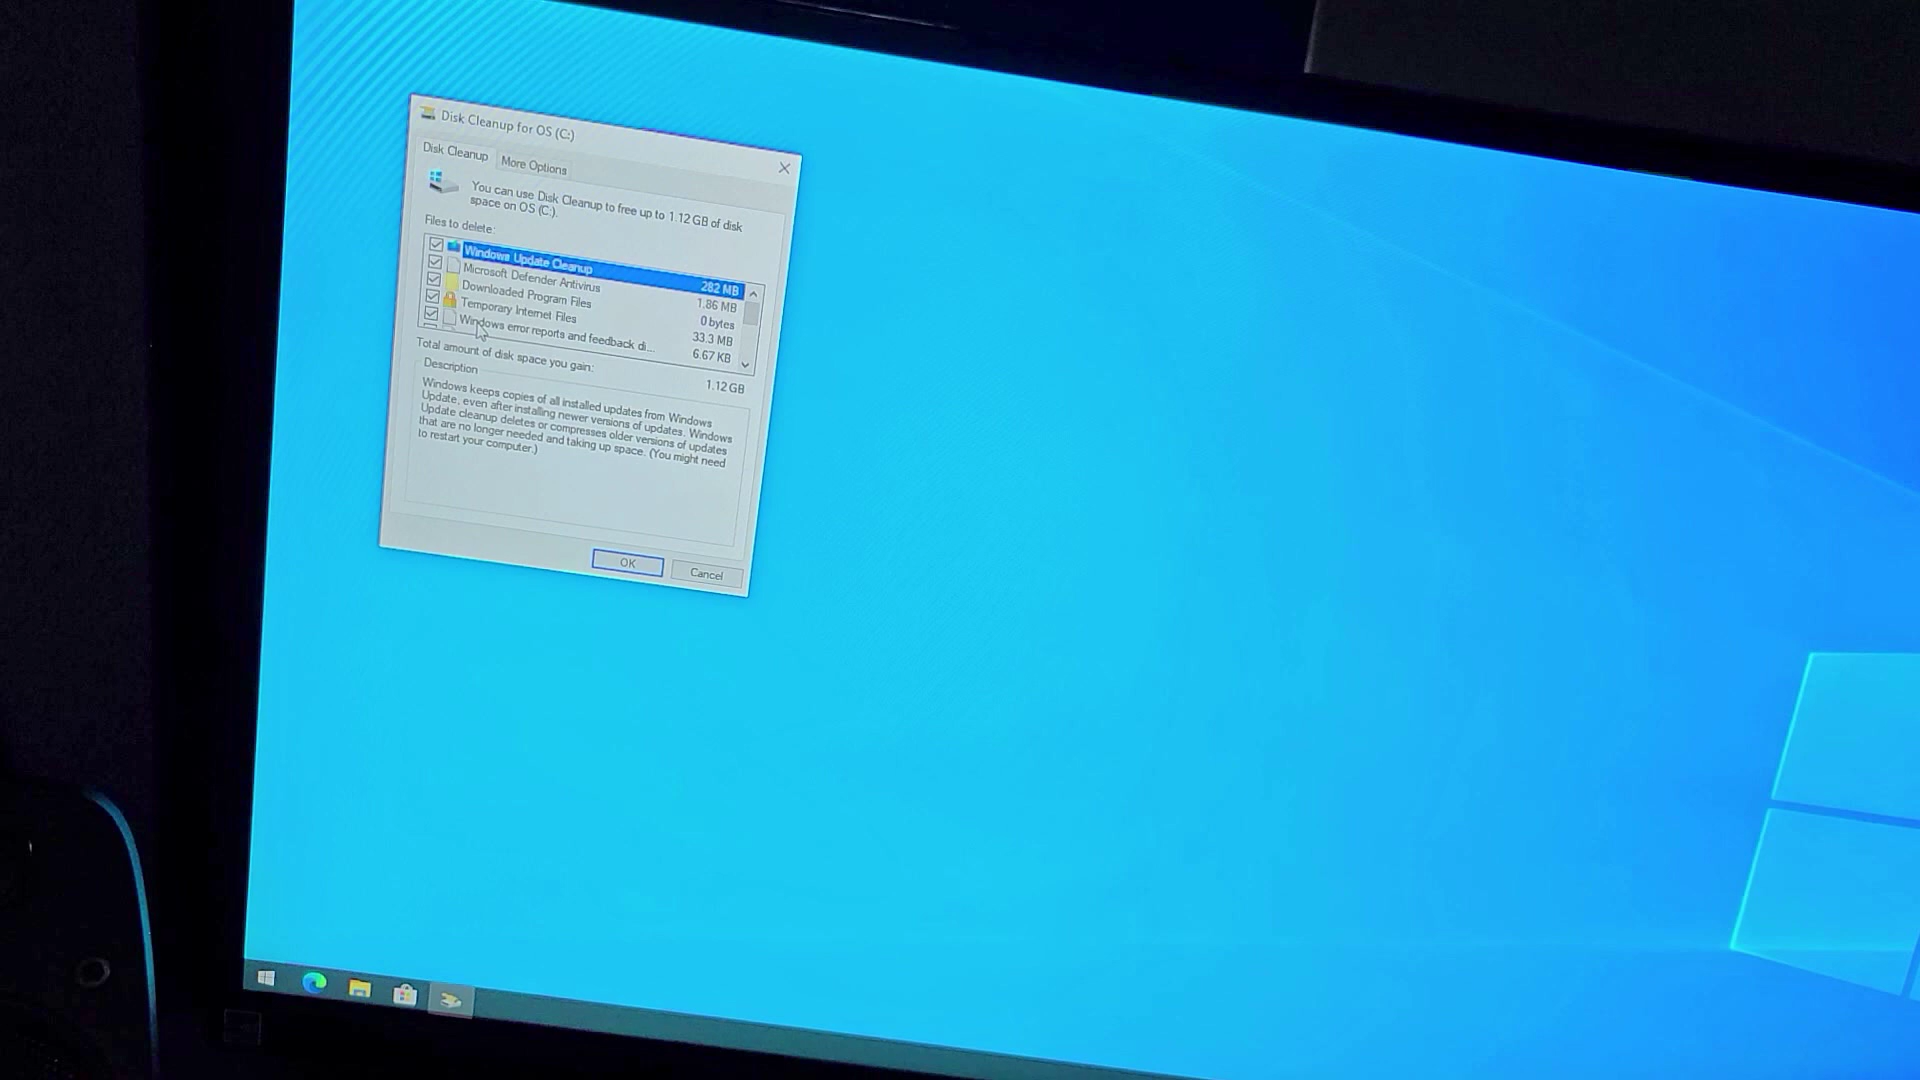 Disk Cleanup for OS (C:)
Disk Cleanup
More Options
You can use Disk Cleanup to free up to 1.12 GB of disk
space on OS (C:).
Files to delete:
Windows Update Cleanup 282 MB
Microsoft Defender Antivirus 1.86 MB
Downloaded Program Files 0 bytes
Temporary Internet Files 33.3 MB
Windows error reports and feedback di... 6.67 KB
Total amount of disk space you gain: 1.12 GB
Description
Windows keeps copies of all installed updates from Windows
Update, even after installing newer versions of updates. Windows
Update cleanup deletes or compresses older versions of updates
that are no longer needed and taking up space. (You might need
to restart your computer.)
OK
Cancel